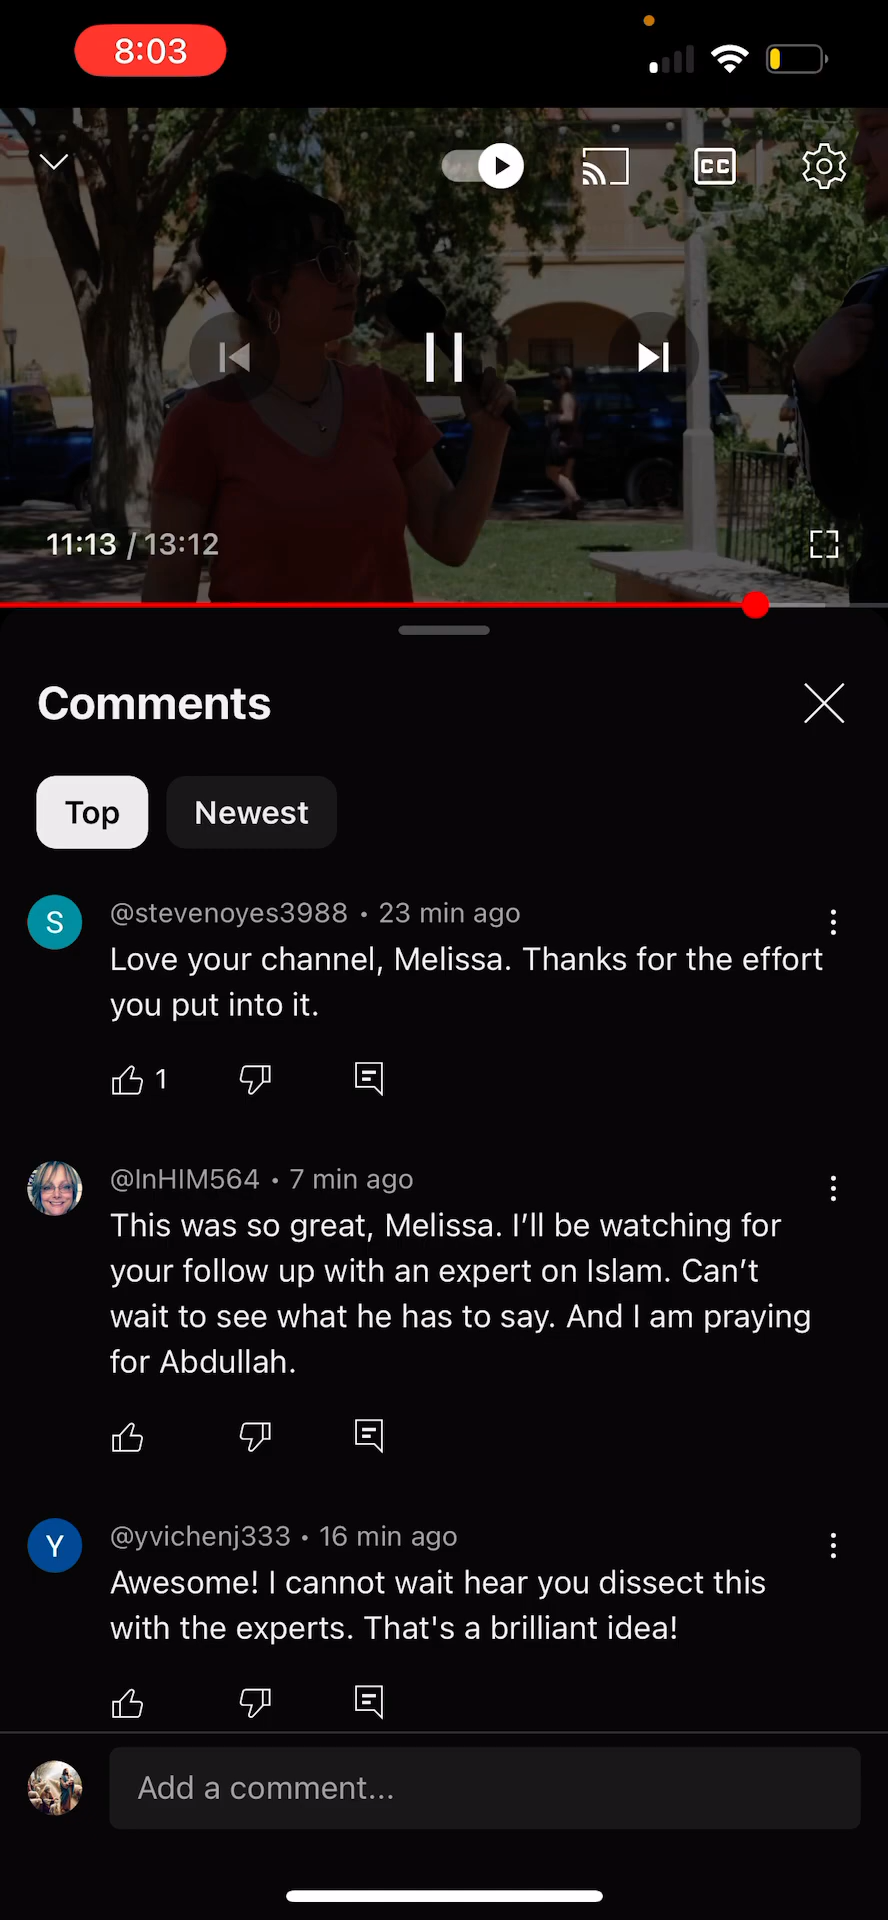 8:03
CC
11:13 / 13:12
Comments
Top
Newest
S
@stevenoyes3988 • 23 min ago
Love your channel, Melissa. Thanks for the effort
you put into it.
1
@InHIM564 • 7 min ago
This was so great, Melissa. I’ll be watching for
your follow up with an expert on Islam. Can’t
wait to see what he has to say. And I am praying
for Abdullah.
Y
@yvichenj333 • 16 min ago
Awesome! I cannot wait hear you dissect this
with the experts. That's a brilliant idea!
Add a comment...